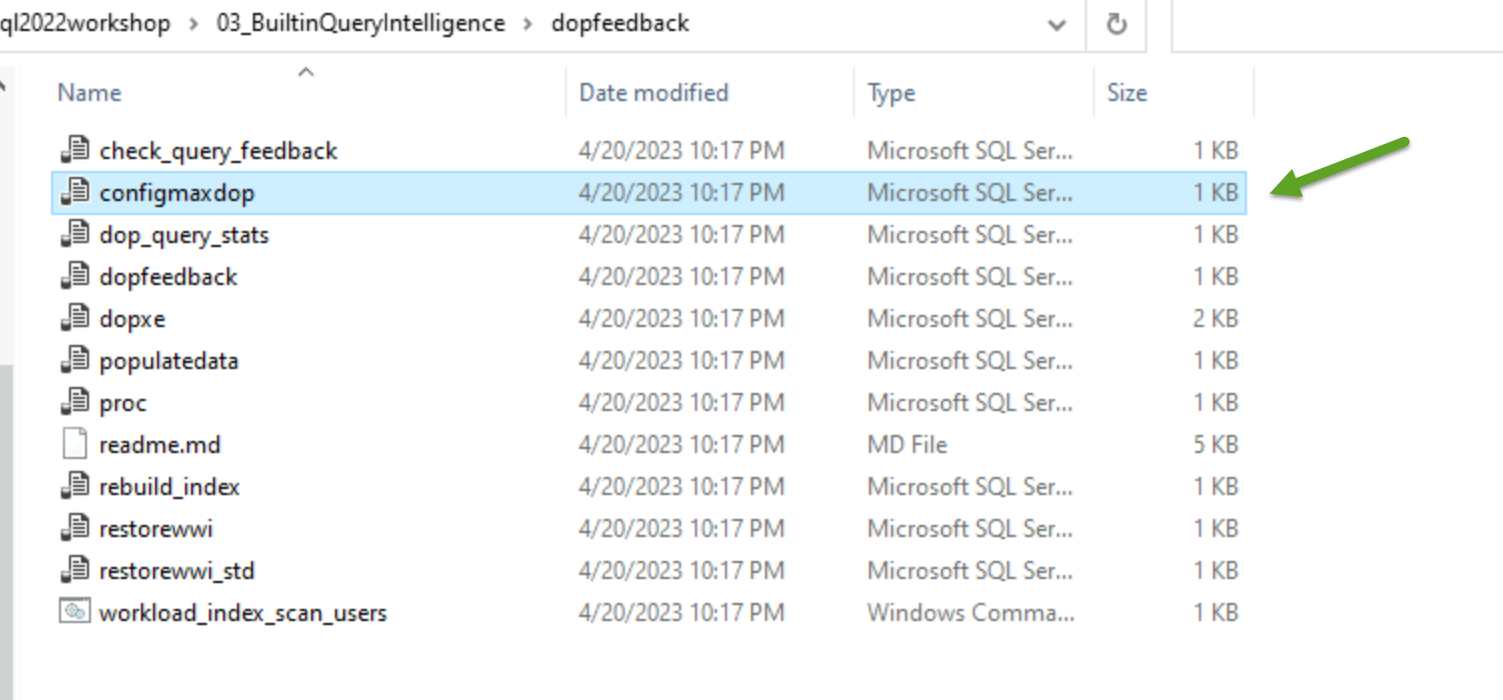 ql2022workshop > 03_BuiltinQueryIntelligence > dopfeedback
Name Date modified Type Size
check_query_feedback 4/20/2023 10:17 PM Microsoft SQL Ser... 1 KB
configmaxdop 4/20/2023 10:17 PM Microsoft SQL Ser... 1 KB
dop_query_stats 4/20/2023 10:17 PM Microsoft SQL Ser... 1 KB
dopfeedback 4/20/2023 10:17 PM Microsoft SQL Ser... 1 KB
dopxe 4/20/2023 10:17 PM Microsoft SQL Ser... 2 KB
populatedata 4/20/2023 10:17 PM Microsoft SQL Ser... 1 KB
proc 4/20/2023 10:17 PM Microsoft SQL Ser... 1 KB
readme.md 4/20/2023 10:17 PM MD File 5 KB
rebuild_index 4/20/2023 10:17 PM Microsoft SQL Ser... 1 KB
restorewwi 4/20/2023 10:17 PM Microsoft SQL Ser... 1 KB
restorewwi_std 4/20/2023 10:17 PM Microsoft SQL Ser... 1 KB
workload_index_scan_users 4/20/2023 10:17 PM Windows Comma... 1 KB